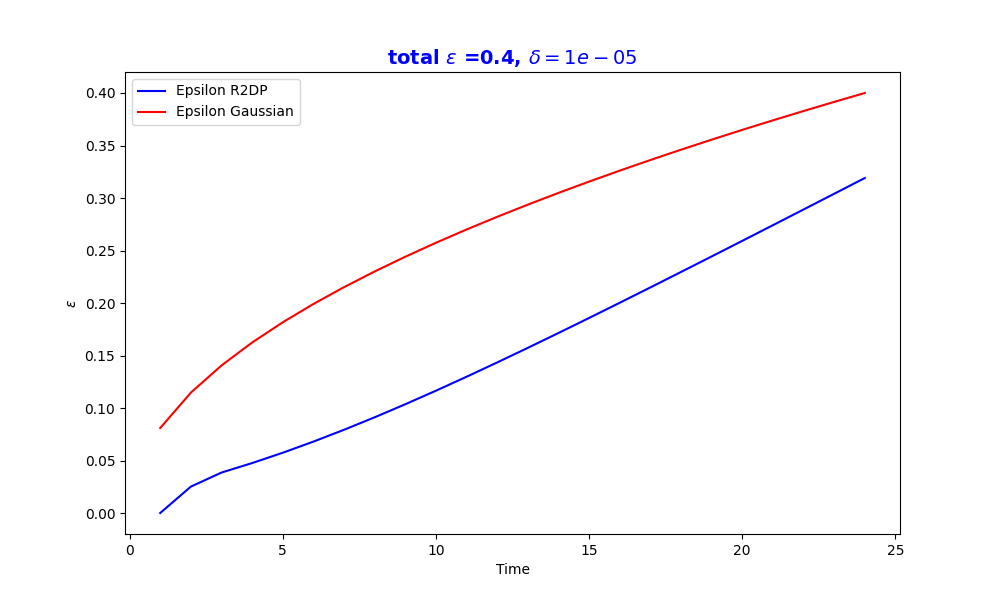 total ε =0.4, δ = 1e − 05
Epsilon R2DP
Epsilon Gaussian
0.40
0.35
0.30
0.25
0.20
0.15
0.10
0.05
0.00
ε
0 5 10 15 20 25
Time